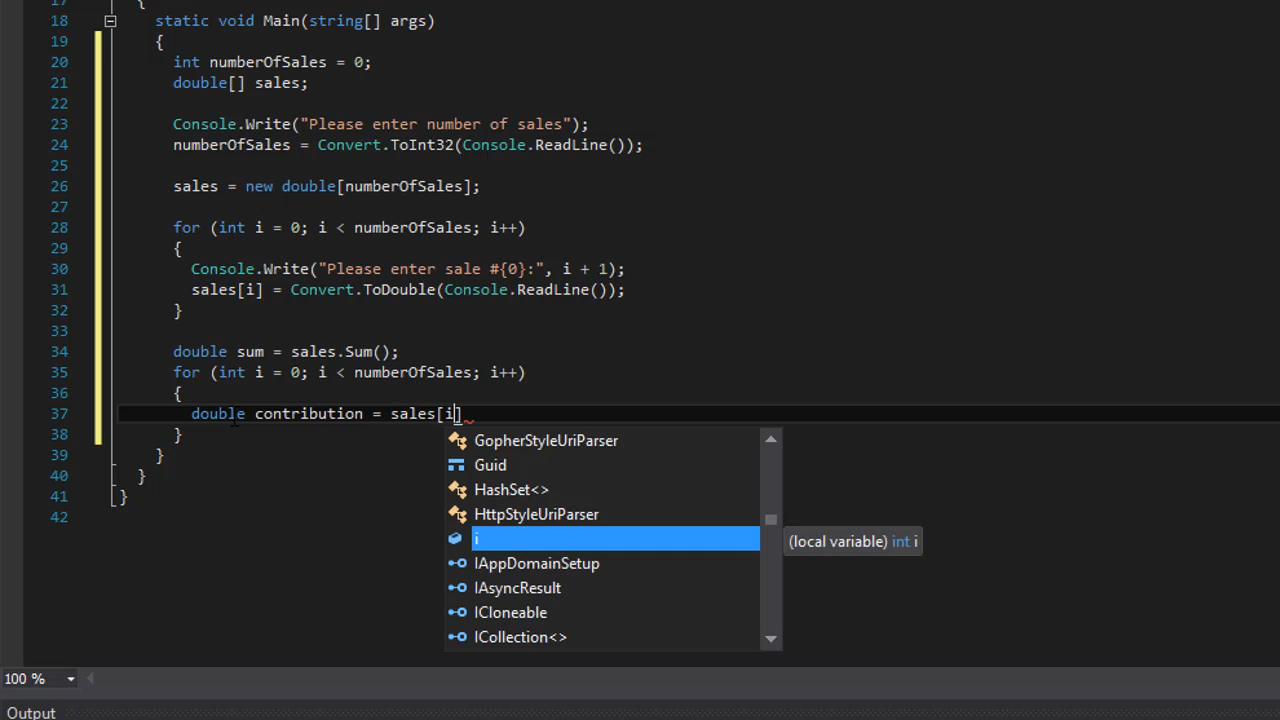 17 {
18 static void Main(string[] args)
19 {
20 int numberOfSales = 0;
21 double[] sales;
22
23 Console.Write("Please enter number of sales");
24 numberOfSales = Convert.ToInt32(Console.ReadLine());
25
26 sales = new double[numberOfSales];
27
28 for (int i = 0; i < numberOfSales; i++)
29 {
30 Console.Write("Please enter sale #{0}:", i + 1);
31 sales[i] = Convert.ToDouble(Console.ReadLine());
32 }
33
34 double sum = sales.Sum();
35 for (int i = 0; i < numberOfSales; i++)
36 {
37 double contribution = sales[i]
38 }
39 }
40 }
41 }
42
GopherStyleUriParser
Guid
HashSet<>
HttpStyleUriParser
i
(local variable) int i
IAppDomainSetup
IAsyncResult
ICloneable
ICollection<>
100 %
Output